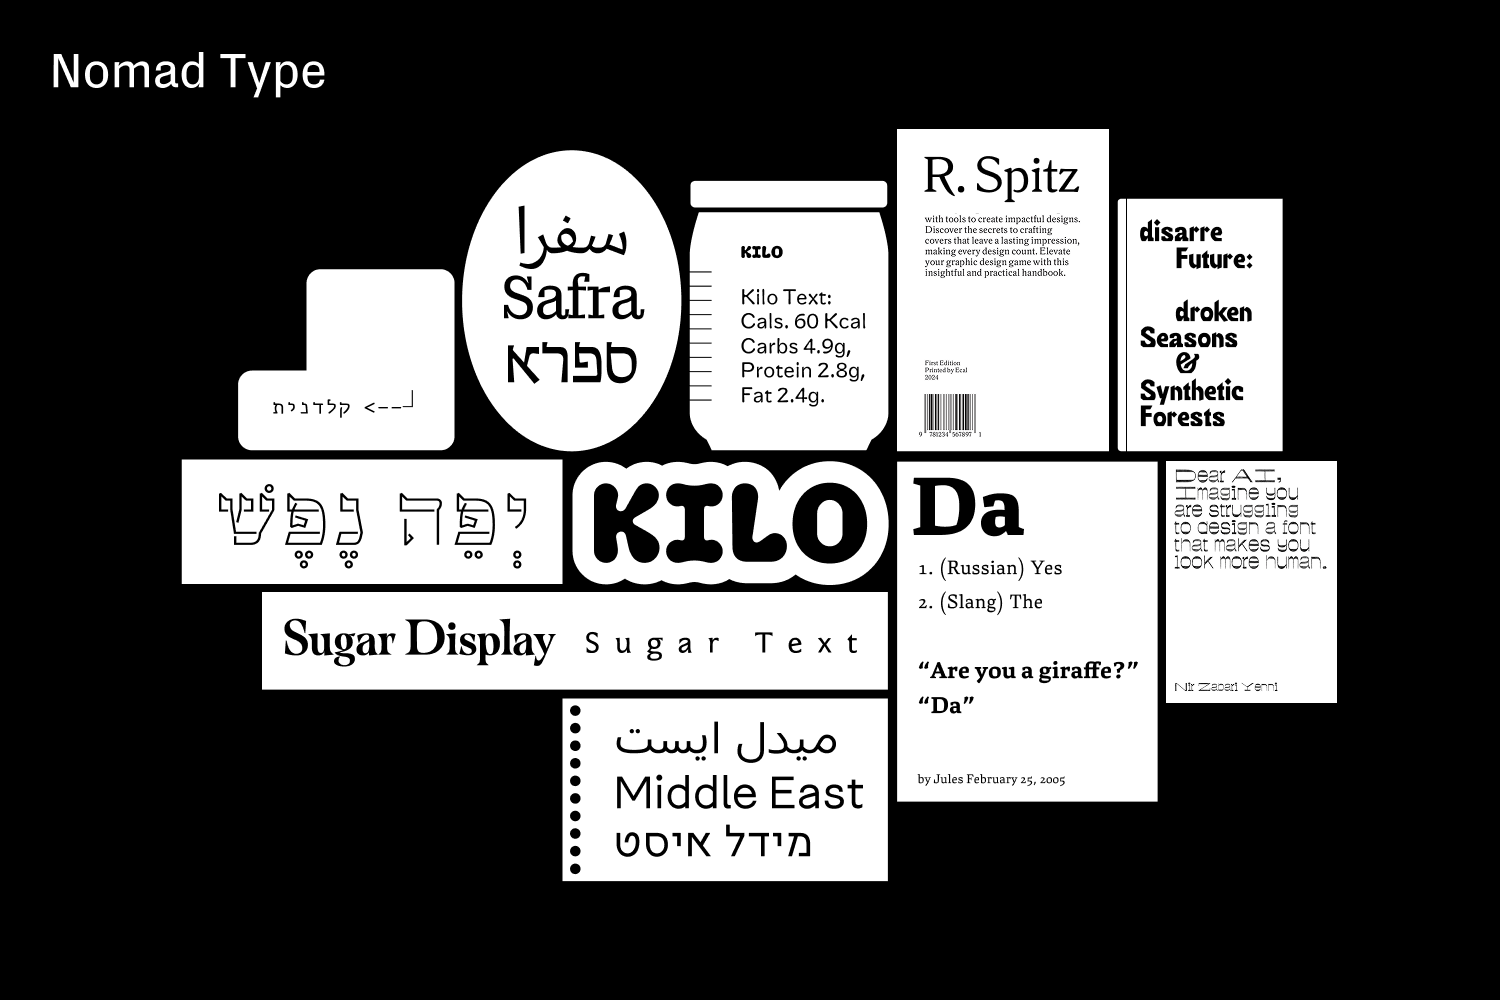 Nomad Type
سفرا
Safra
ספרא
KILO
Kilo Text:
Cals. 60 Kcal
Carbs 4.9g,
Protein 2.8g,
Fat 2.4g.
R. Spitz
with tools to create impactful designs.
Discover the secrets to crafting
covers that leave a lasting impression,
making every design count. Elevate
your graphic design game with this
insightful and practical handbook.
First Edition
Printed by Ecal
2024
9 781234 567897 1
disarre
Future:
droken
Seasons
&
Synthetic
Forests
קלדנית <--┘
יְפֵּה נֶפֶּשׁ
KILO
Da
1. (Russian) Yes
2. (Slang) The
“Are you a giraffe?”
“Da”
by Jules February 25, 2005
Dear AI,
Imagine you
are struggling
to design a font
that makes you
look more human.
Nir Zabari Yenni
Sugar Display Sugar Text
ميدل ايست
Middle East
מידל איסט